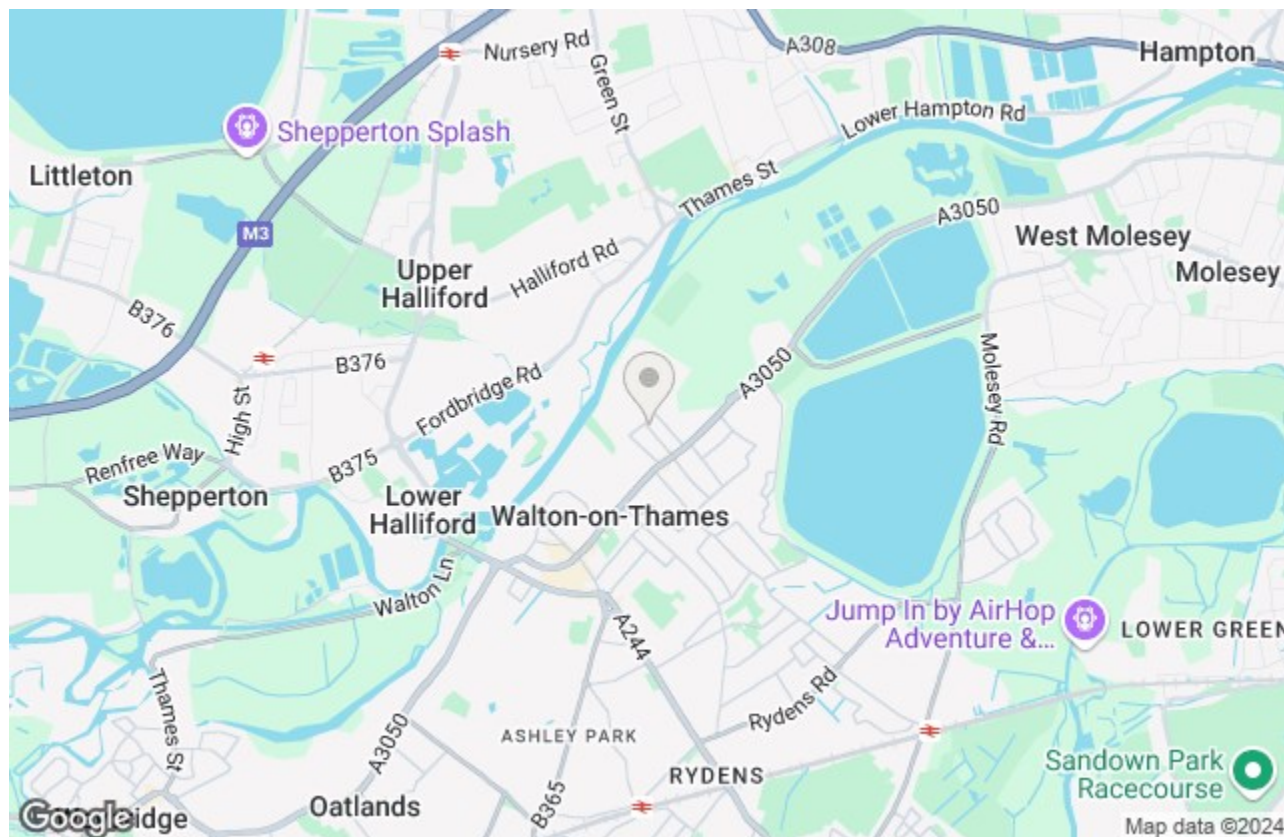 Nursery Rd
Green St
A308
Hampton
Shepperton Splash
Lower Hampton Rd
Littleton
Thames St
A3050
M3
West Molesey
Molesey
Upper
Halliford
Halliford Rd
B376
B376
Fordbridge Rd
A3050
Molesey Rd
High St
Renfree Way
B375
Shepperton
Lower
Halliford
Walton-on-Thames
Walton Ln
A244
Jump In by AirHop
Adventure &...
LOWER GREEN
Thames St
A3050
ASHLEY PARK
Rydens Rd
RYDENS
B365
Sandown Park
Racecourse
Oatlands
Google
bridge
Map data ©2024